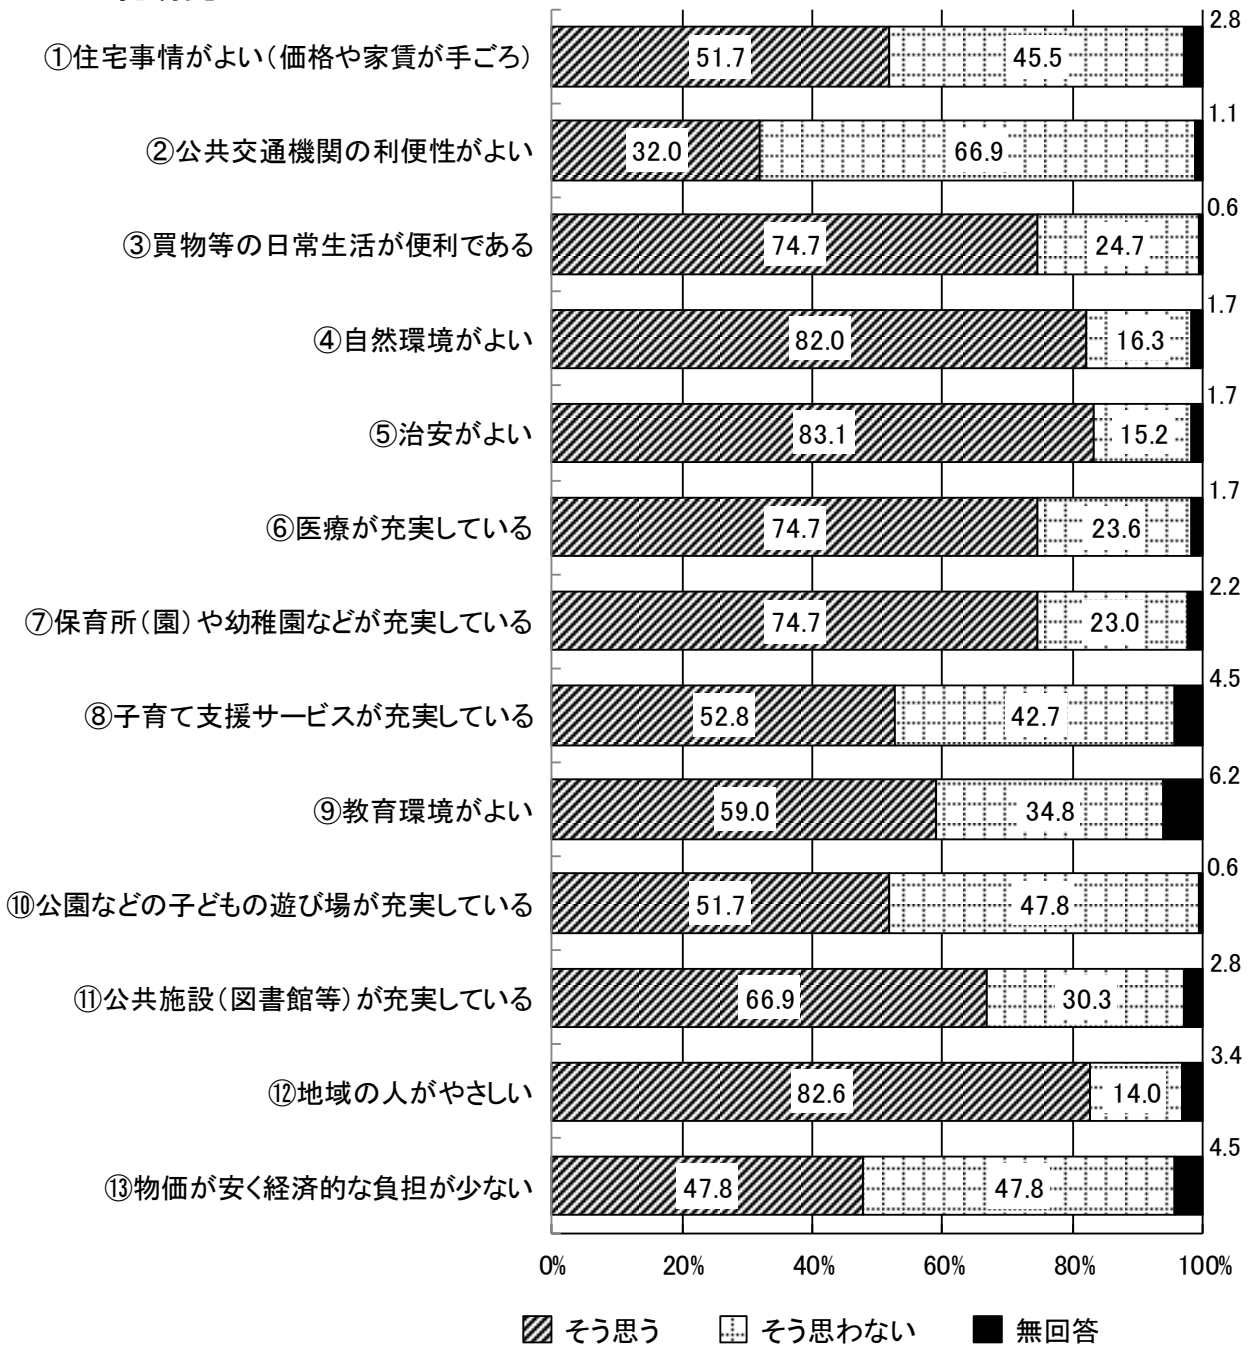 2.8
①住宅事情がよい(価格や家賃が手ごろ) 51.7 45.5
1.1
②公共交通機関の利便性がよい 32.0 66.9
0.6
③買物等の日常生活が便利である 74.7 24.7
1.7
④自然環境がよい 82.0 16.3
1.7
⑤治安がよい 83.1 15.2
1.7
⑥医療が充実している 74.7 23.6
2.2
⑦保育所(園)や幼稚園などが充実している 74.7 23.0
4.5
⑧子育て支援サービスが充実している 52.8 42.7
6.2
⑨教育環境がよい 59.0 34.8
0.6
⑩公園などの子どもの遊び場が充実している 51.7 47.8
2.8
⑪公共施設(図書館等)が充実している 66.9 30.3
3.4
⑫地域の人がやさしい 82.6 14.0
4.5
⑬物価が安く経済的な負担が少ない 47.8 47.8
0% 20% 40% 60% 80% 100%
そう思う そう思わない 無回答